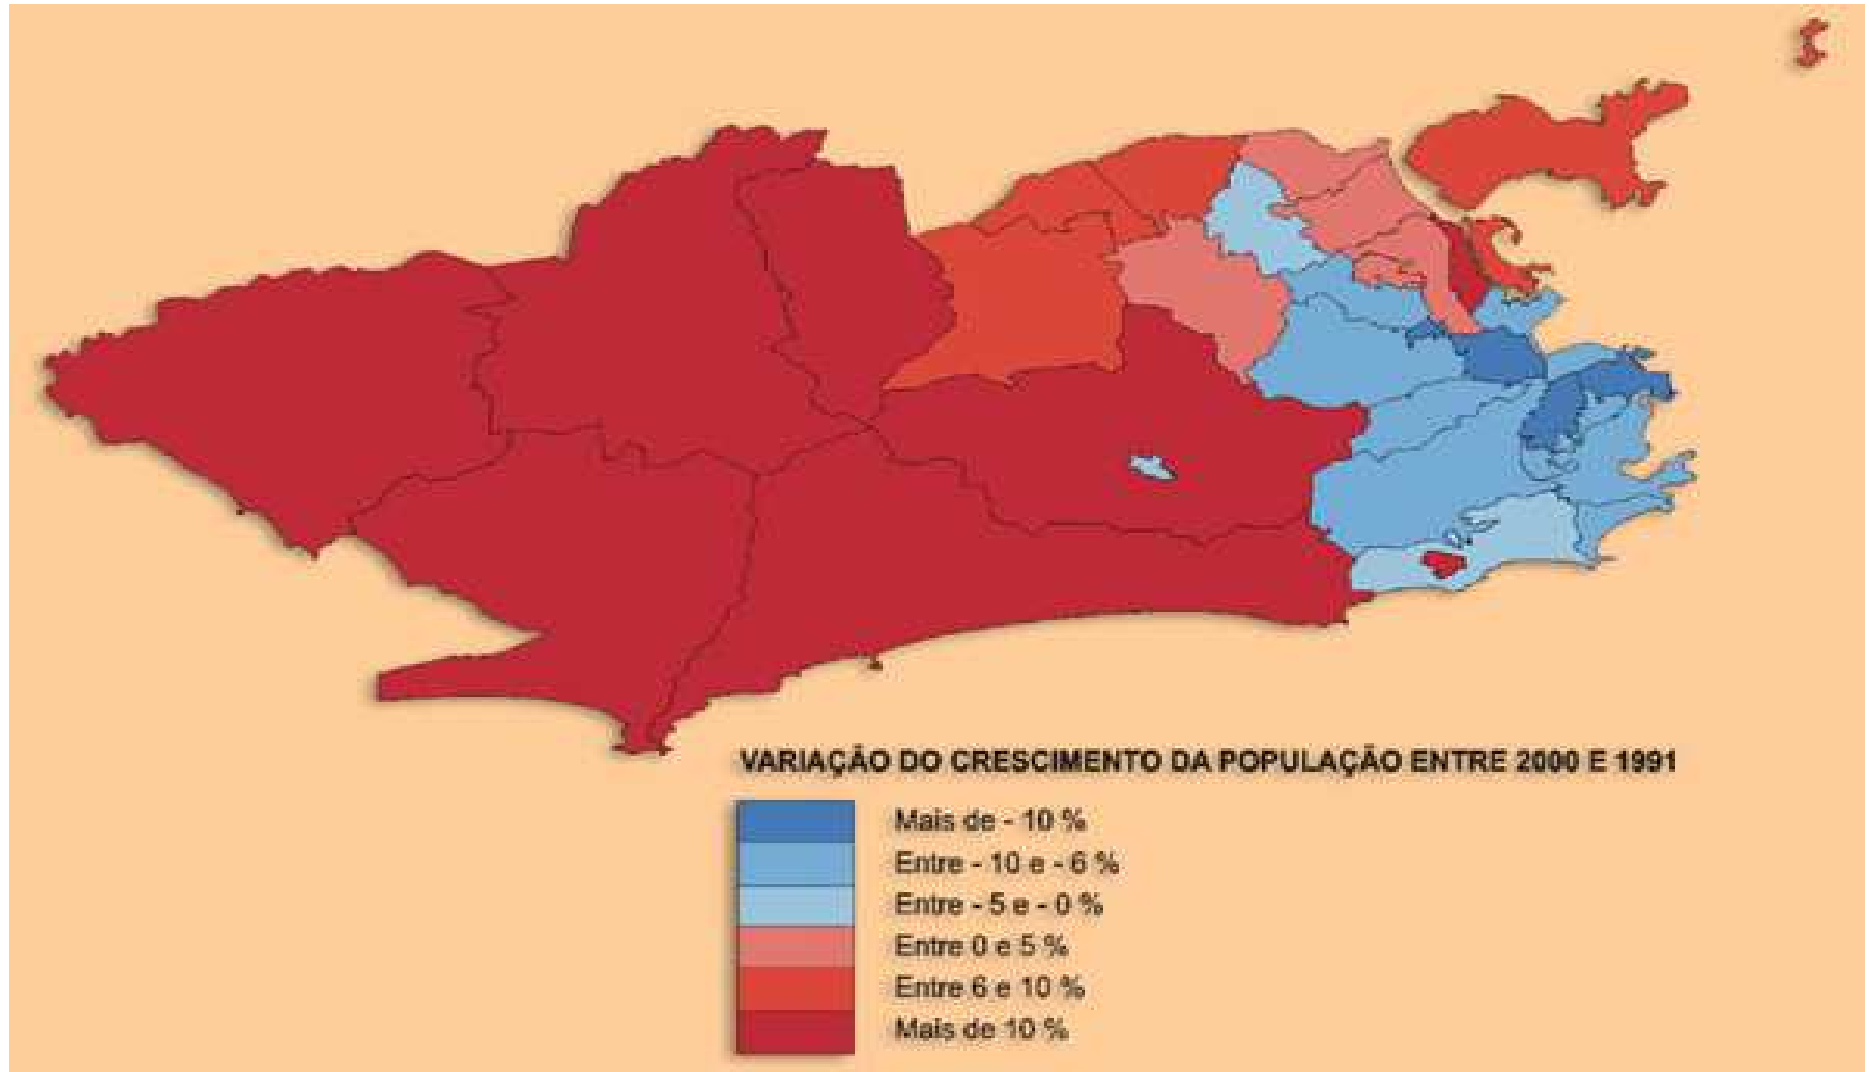 VARIAÇÃO DO CRESCIMENTO DA POPULAÇÃO ENTRE 2000 E 1991
Mais de - 10 %
Entre - 10 e - 6 %
Entre - 5 e - 0 %
Entre 0 e 5 %
Entre 6 e 10 %
Mais de 10 %